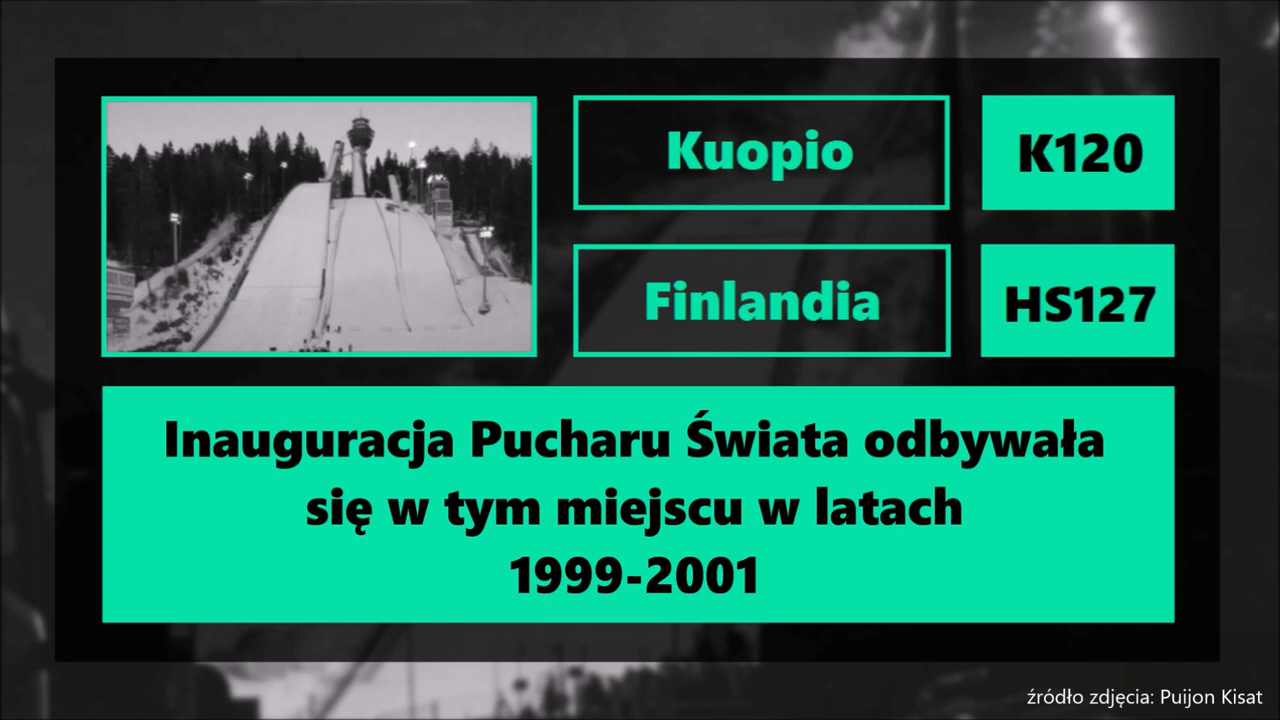 Kuopio
K120
Finlandia
HS127
Inauguracja Pucharu Świata odbywała
się w tym miejscu w latach
1999-2001
źródło zdjęcia: Puijon Kisat